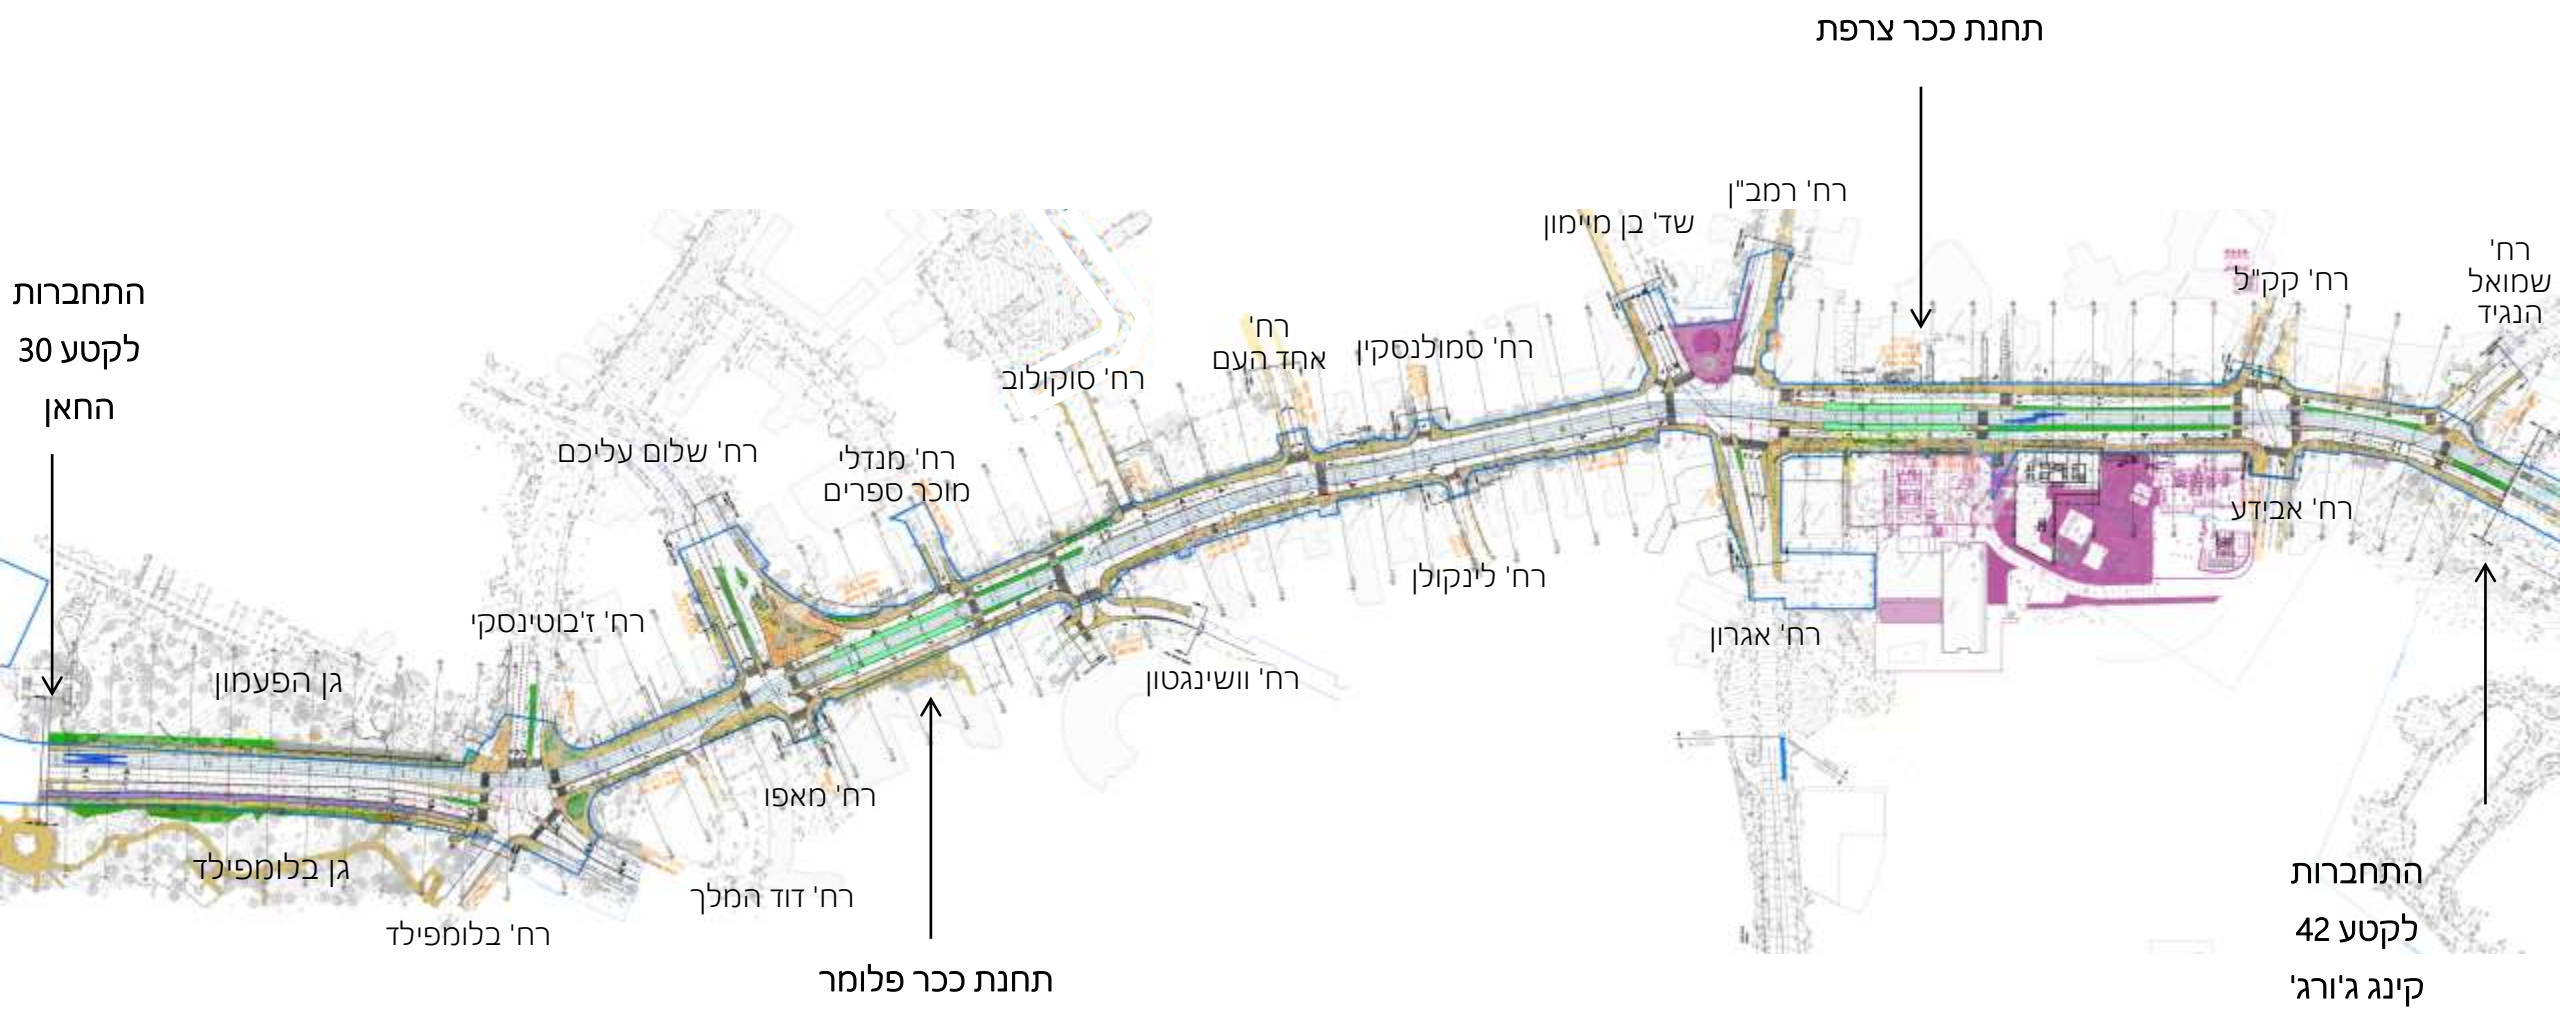 תחנת ככר צרפת
רח' רמב"ן
שד' בן מיימון
רח'
שמואל
הנגיד
רח' קק"ל
התחברות
לקטע 30
החאן
רח'
אחד העם
רח' סמולנסקין
רח' סוקולוב
רח' שלום עליכם
רח' מנדלי
מוכר ספרים
רח' אבידע
רח' לינקולן
רח' ז'בוטינסקי
רח' אגרון
גן הפעמון
רח' וושינגטון
רח' מאפו
גן בלומפילד
רח' דוד המלך
רח' בלומפילד
תחנת ככר פלומר
התחברות
לקטע 42
קינג ג'ורג'